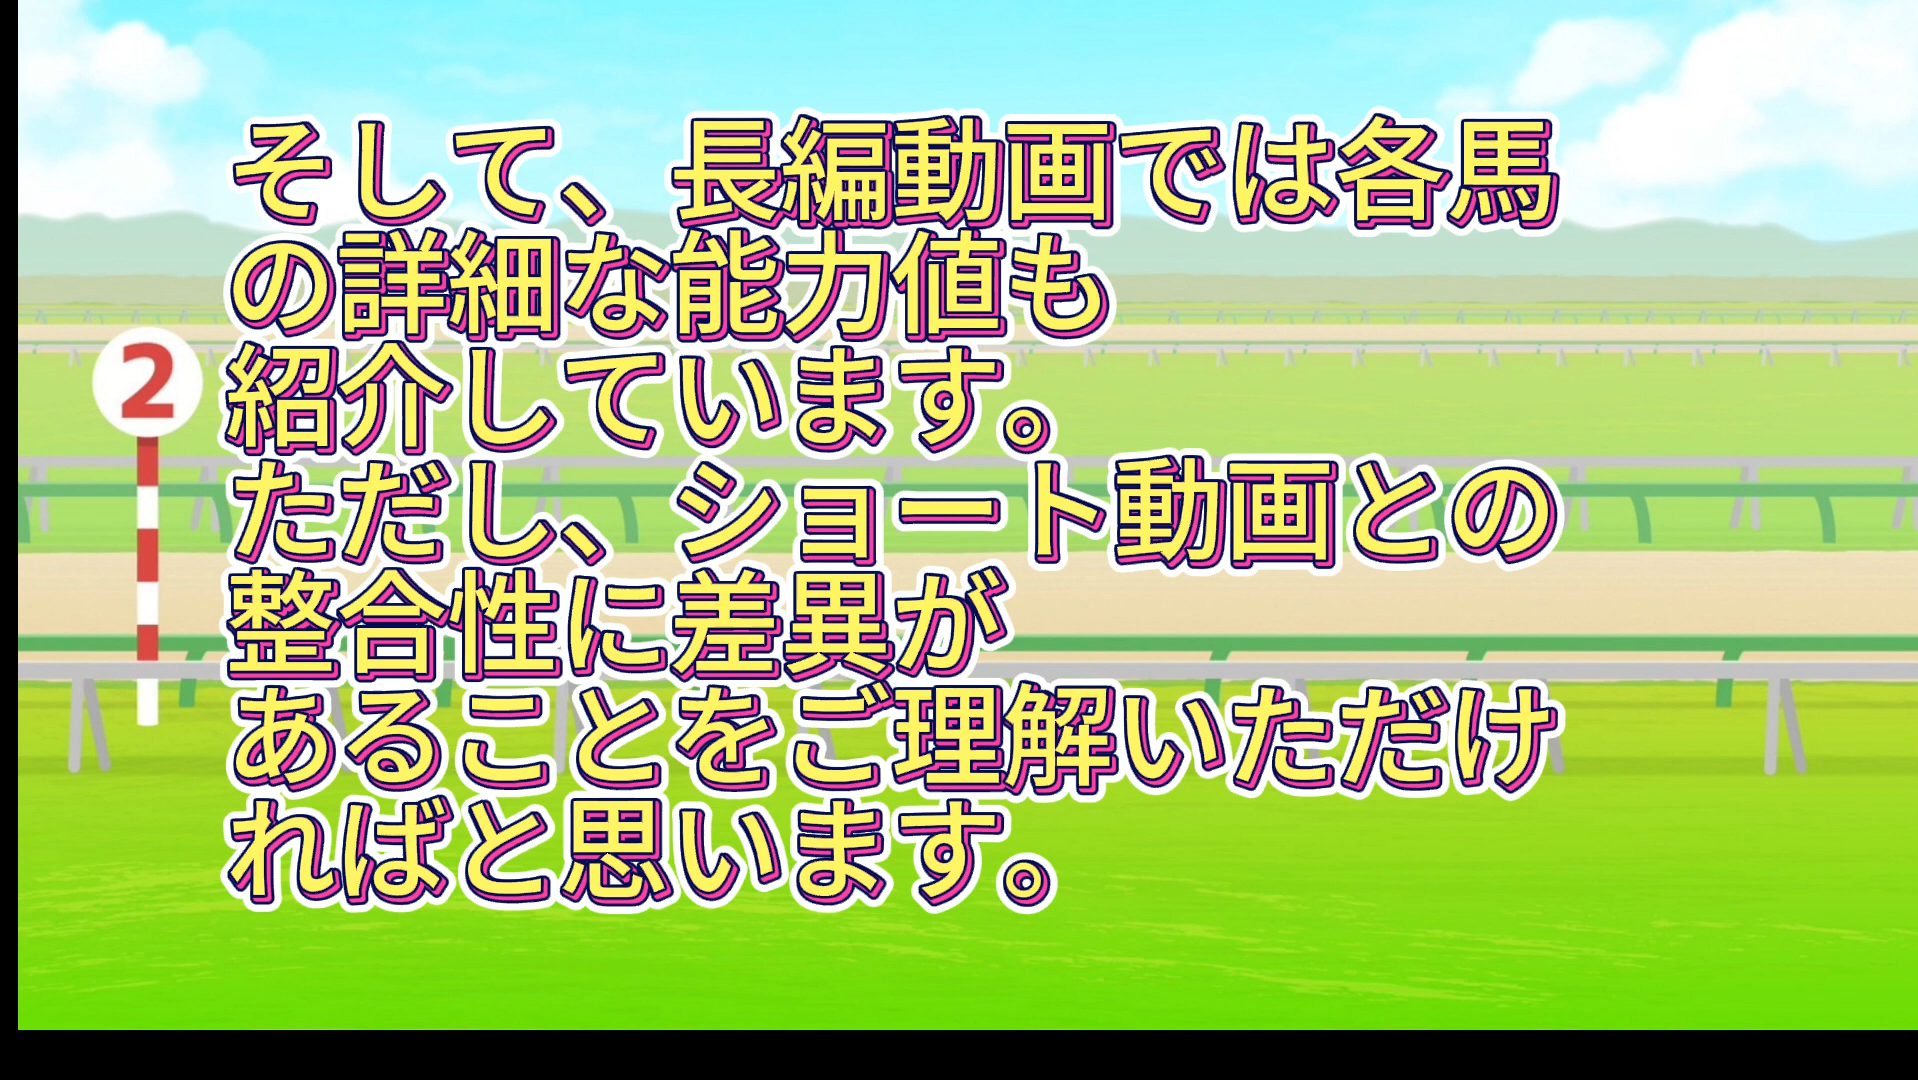 そして、長編動画では各馬
の詳細な能力値も
紹介しています。
ただし、ショート動画との
整合性に差異が
あることをご理解いただけ
ればと思います。
2